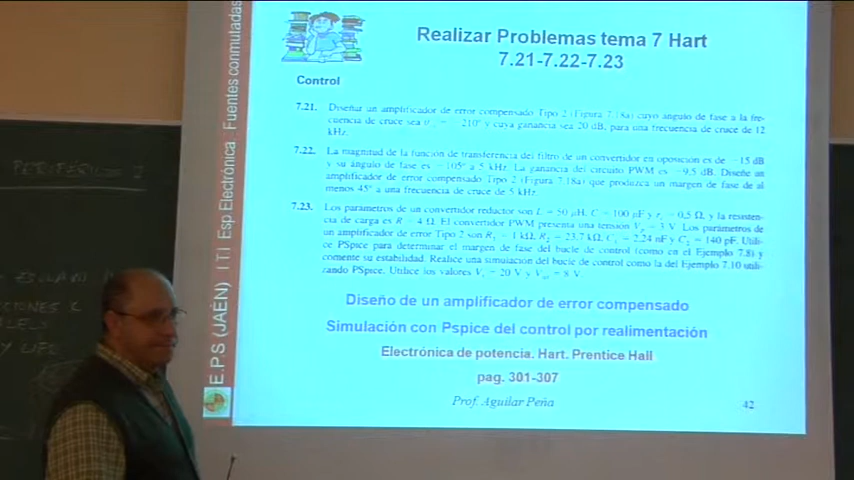 Realizar Problemas tema 7 Hart
7.21-7.22-7.23
Control
7.21. Diseñar un amplificador de error compensado Tipo 2 (Figura 7.18a) cuyo ángulo de fase a la fre-
cuencia de cruce sea = -210° y cuya ganancia sea 20 dB, para una frecuencia de cruce de 12
kHz.
7.22. La magnitud de la función de transferencia del filtro de un convertidor en oposición es de −15 dB
y su ángulo de fase es −105° a 5 kHz. La ganancia del circuito PWM es −9,5 dB. Diseñe un
amplificador de error compensado Tipo 2 (Figura 7.18a) que produzca un margen de fase de al
menos 45° a una frecuencia de cruce de 5 kHz.
7.23. Los parámetros de un convertidor reductor son L = 50 μH, C = 100 μF y r = 0,5 Ω, y la resisten-
cia de carga es R = 4 Ω. El convertidor PWM presenta una tensión V = 3 V. Los parámetros de
un amplificador de error Tipo 2 son R₁ = 1 kΩ, R₂ = 23,7 kΩ, C₁ = 2,24 nF y C₂ = 140 pF. Utili-
ce PSpice para determinar el margen de fase del bucle de control (como en el Ejemplo 7.8) y
comente su estabilidad. Realice una simulación del bucle de control como la del Ejemplo 7.10 utili-
zando PSpice. Utilice los valores V = 20 V y V = 8 V.
Diseño de un amplificador de error compensado
Simulación con Pspice del control por realimentación
Electrónica de potencia. Hart. Prentice Hall
pag. 301-307
Prof. Aguilar Peña
42
E.P.S (JAÉN) I T I Esp Electrónica Fuentes conmutadas